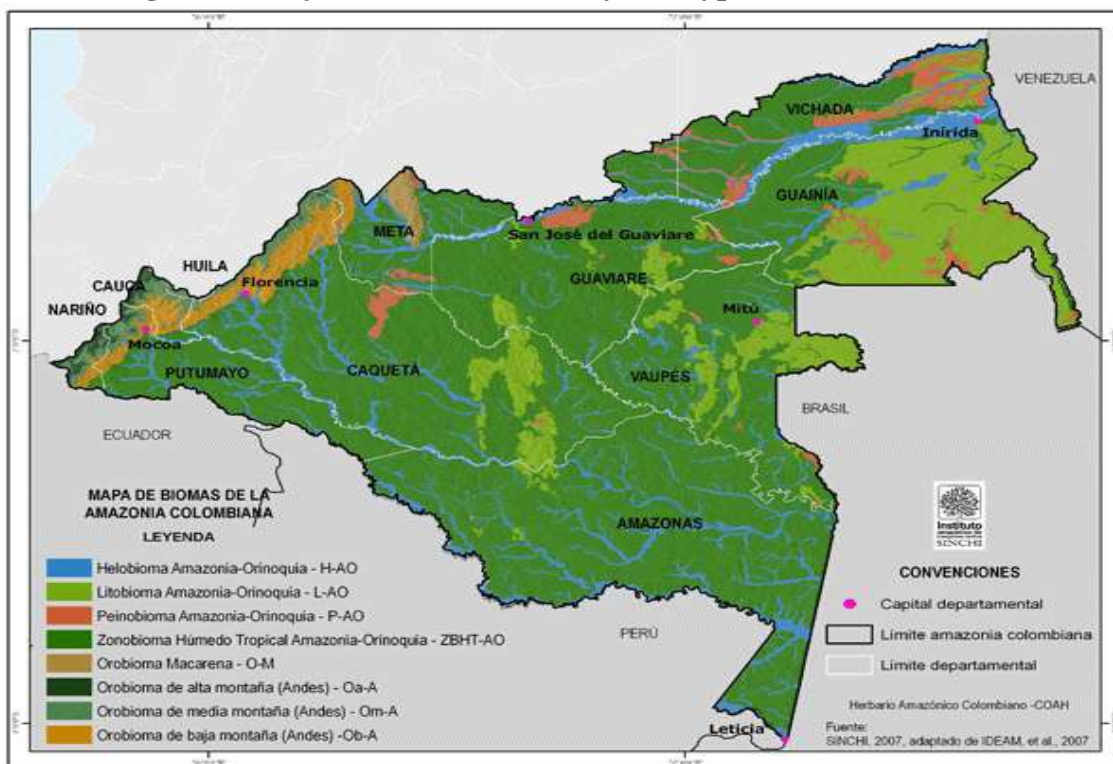 VENEZUELA
VICHADA
Inírida
GUAINÍA
META
San José del Guaviare
HUILA
GUAVIARE
CAUCA
Florencia
NARIÑO
Mitú
Mocoa
PUTUMAYO
CAQUETÁ
VAUPÉS
BRASIL
ECUADOR
AMAZONAS
PERÚ
Leticia
MAPA DE BIOMAS DE LA
AMAZONIA COLOMBIANA
LEYENDA
Helobioma Amazonia-Orinoquia - H-AO
Litobioma Amazonia-Orinoquia - L-AO
Peinobioma Amazonia-Orinoquia - P-AO
Zonobioma Húmedo Tropical Amazonia-Orinoquia - ZBHT-AO
Orobioma Macarena - O-M
Orobioma de alta montaña (Andes) - Oa-A
Orobioma de media montaña (Andes) - Om-A
Orobioma de baja montaña (Andes) -Ob-A
Instituto
SINCHI
CONVENCIONES
Capital departamental
Límite amazonia colombiana
Límite departamental
Herbario Amazónico Colombiano -COAH
Fuente:
SINCHI, 2007, adaptado de IDEAM, et al., 2007